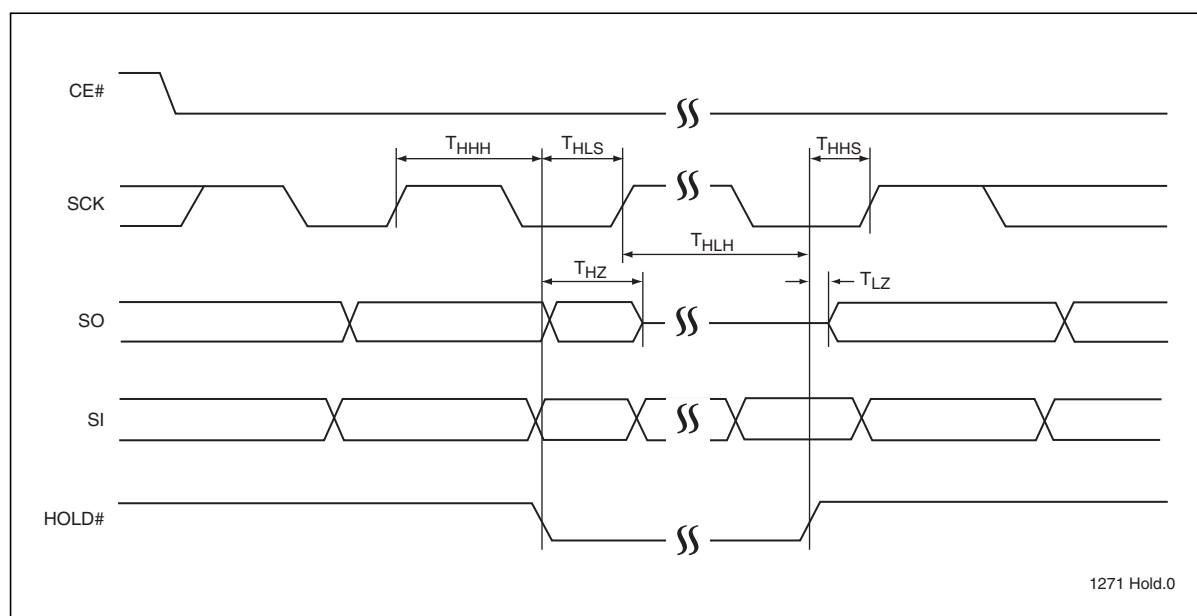 CE#
THHH
THLS
THHS
SCK
THLH
THZ
TLZ
SO
SI
HOLD#
1271 Hold.0